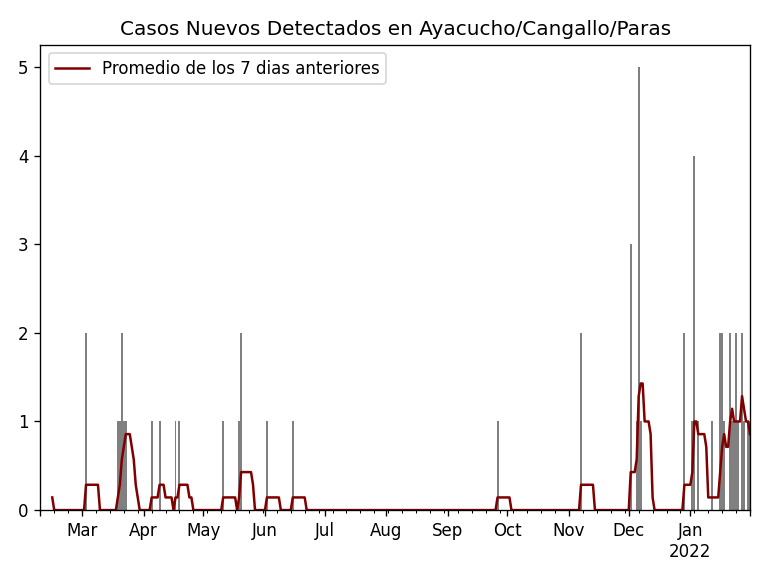 Casos Nuevos Detectados en Ayacucho/Cangallo/Paras
Promedio de los 7 dias anteriores
5
4
3
2
1
0
Mar Apr May Jun Jul Aug Sep Oct Nov Dec Jan
2022